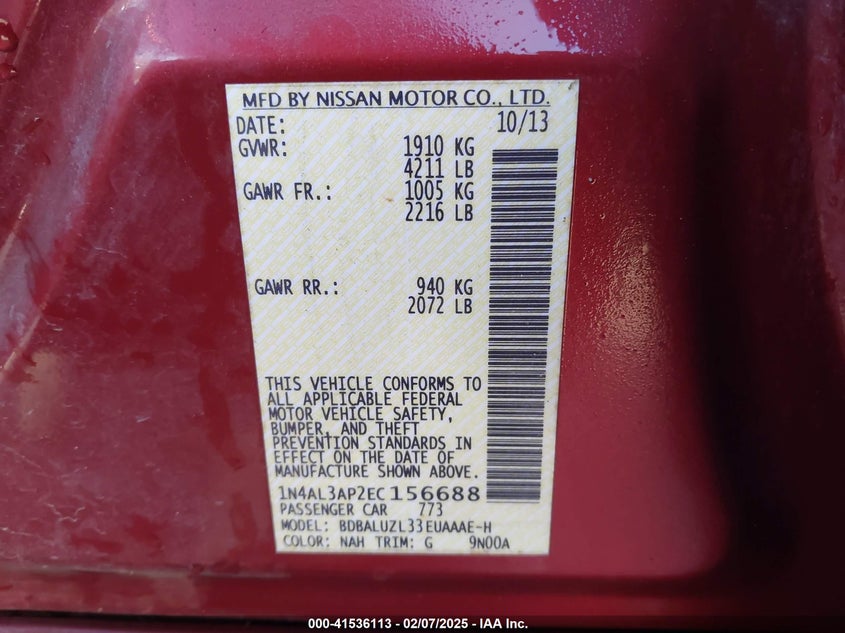 MFD BY NISSAN MOTOR CO., LTD.
DATE: 10/13
GVWR: 1910 KG
4211 LB
GAWR FR.: 1005 KG
2216 LB
GAWR RR.: 940 KG
2072 LB
THIS VEHICLE CONFORMS TO
ALL APPLICABLE FEDERAL
MOTOR VEHICLE SAFETY,
BUMPER, AND THEFT
PREVENTION STANDARDS IN
EFFECT ON THE DATE OF
MANUFACTURE SHOWN ABOVE.
1N4AL3AP2EC156688
PASSENGER CAR 773
MODEL: BDBALUZL33EUAAAE-H
COLOR: NAH TRIM: G 9N00A
000-41536113 - 02/07/2025 - IAA Inc.